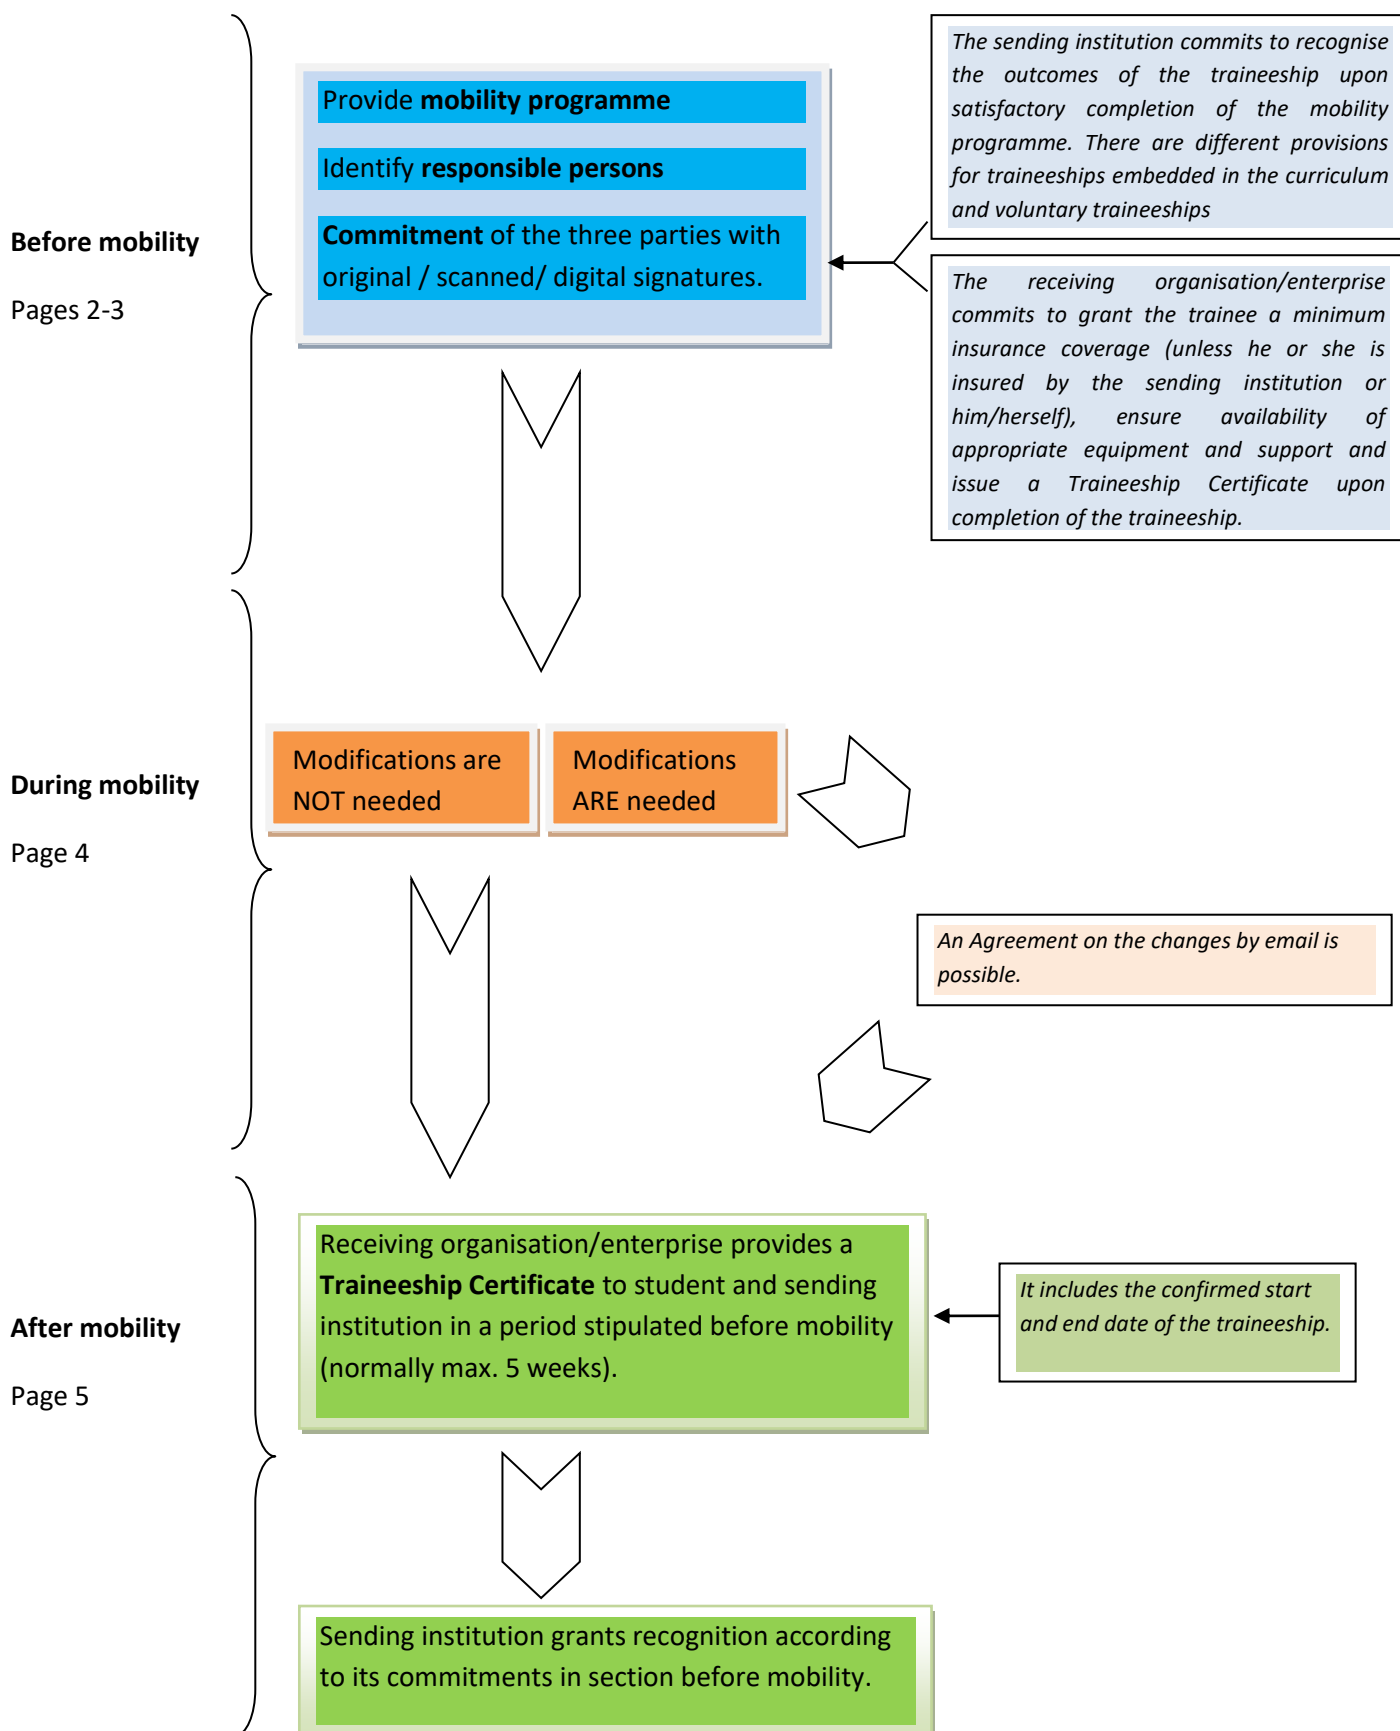 Before mobility
Pages 2-3
Provide mobility programme
Identify responsible persons
Commitment of the three parties with
original / scanned/ digital signatures.
The sending institution commits to recognise
the outcomes of the traineeship upon
satisfactory completion of the mobility
programme. There are different provisions
for traineeships embedded in the curriculum
and voluntary traineeships
The receiving organisation/enterprise
commits to grant the trainee a minimum
insurance coverage (unless he or she is
insured by the sending institution or
him/herself), ensure availability of
appropriate equipment and support and
issue a Traineeship Certificate upon
completion of the traineeship.
During mobility
Page 4
Modifications are
NOT needed
Modifications
ARE needed
An Agreement on the changes by email is
possible.
After mobility
Page 5
Receiving organisation/enterprise provides a
Traineeship Certificate to student and sending
institution in a period stipulated before mobility
(normally max. 5 weeks).
It includes the confirmed start
and end date of the traineeship.
Sending institution grants recognition according
to its commitments in section before mobility.